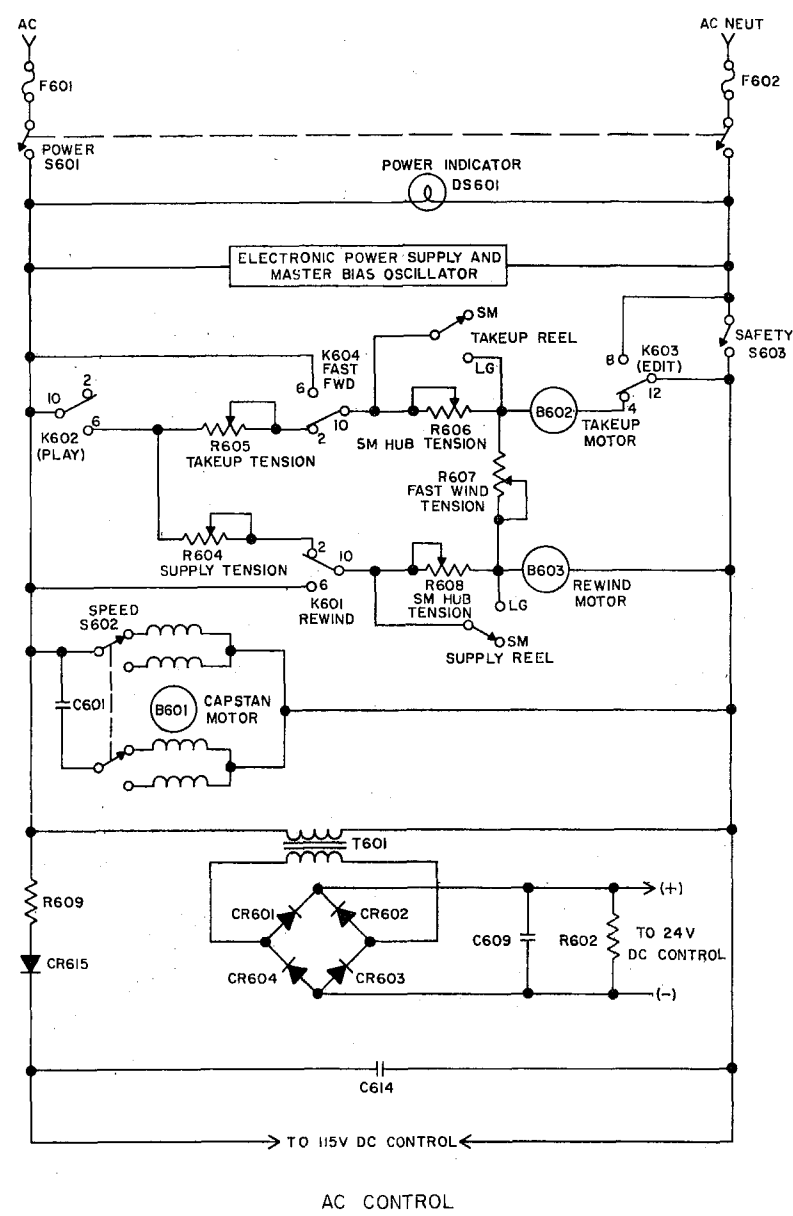 AC
AC NEUT
F601
F602
POWER
S601
POWER INDICATOR
DS601
ELECTRONIC POWER SUPPLY AND
MASTER BIAS OSCILLATOR
SM
TAKEUP REEL
LG
SAFETY
S603
K604
FAST
FWD
6
2
10
8
K603
(EDIT)
12
4
2
10
6
K602
(PLAY)
R605
TAKEUP TENSION
R606
SM HUB TENSION
B602
TAKEUP
MOTOR
R607
FAST WIND
TENSION
R604
SUPPLY TENSION
2
10
6
K601
REWIND
R608
SM HUB
TENSION
B603
REWIND
MOTOR
LG
SM
SUPPLY REEL
SPEED
S602
C601
B601
CAPSTAN
MOTOR
T601
R609
CR615
CR601
CR602
CR604
CR603
C609
R602
(+)
TO 24V
DC CONTROL
(-)
C614
TO 115V DC CONTROL
AC CONTROL